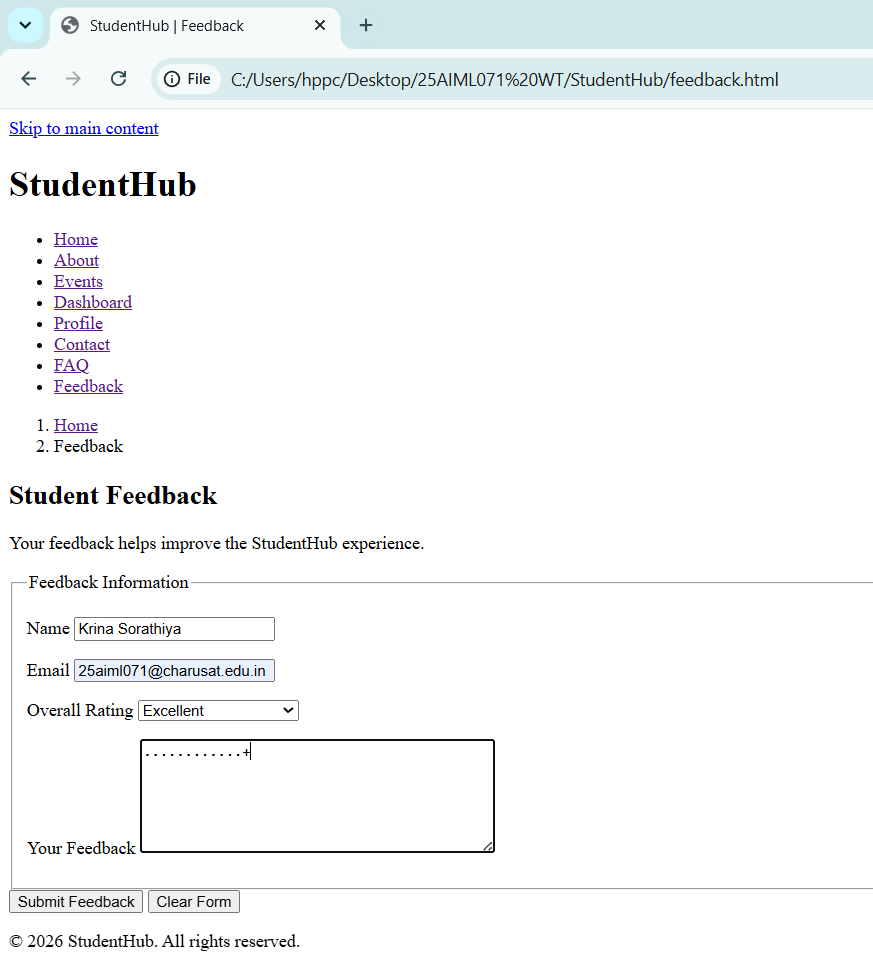 StudentHub | Feedback
File C:/Users/hppc/Desktop/25AIML071%20WT/StudentHub/feedback.html
Skip to main content
StudentHub
Home
About
Events
Dashboard
Profile
Contact
FAQ
Feedback
1. Home
2. Feedback
Student Feedback
Your feedback helps improve the StudentHub experience.
Feedback Information
Name Krina Sorathiya
Email 25aiml071@charusat.edu.in
Overall Rating Excellent
............+
Your Feedback
Submit Feedback Clear Form
© 2026 StudentHub. All rights reserved.